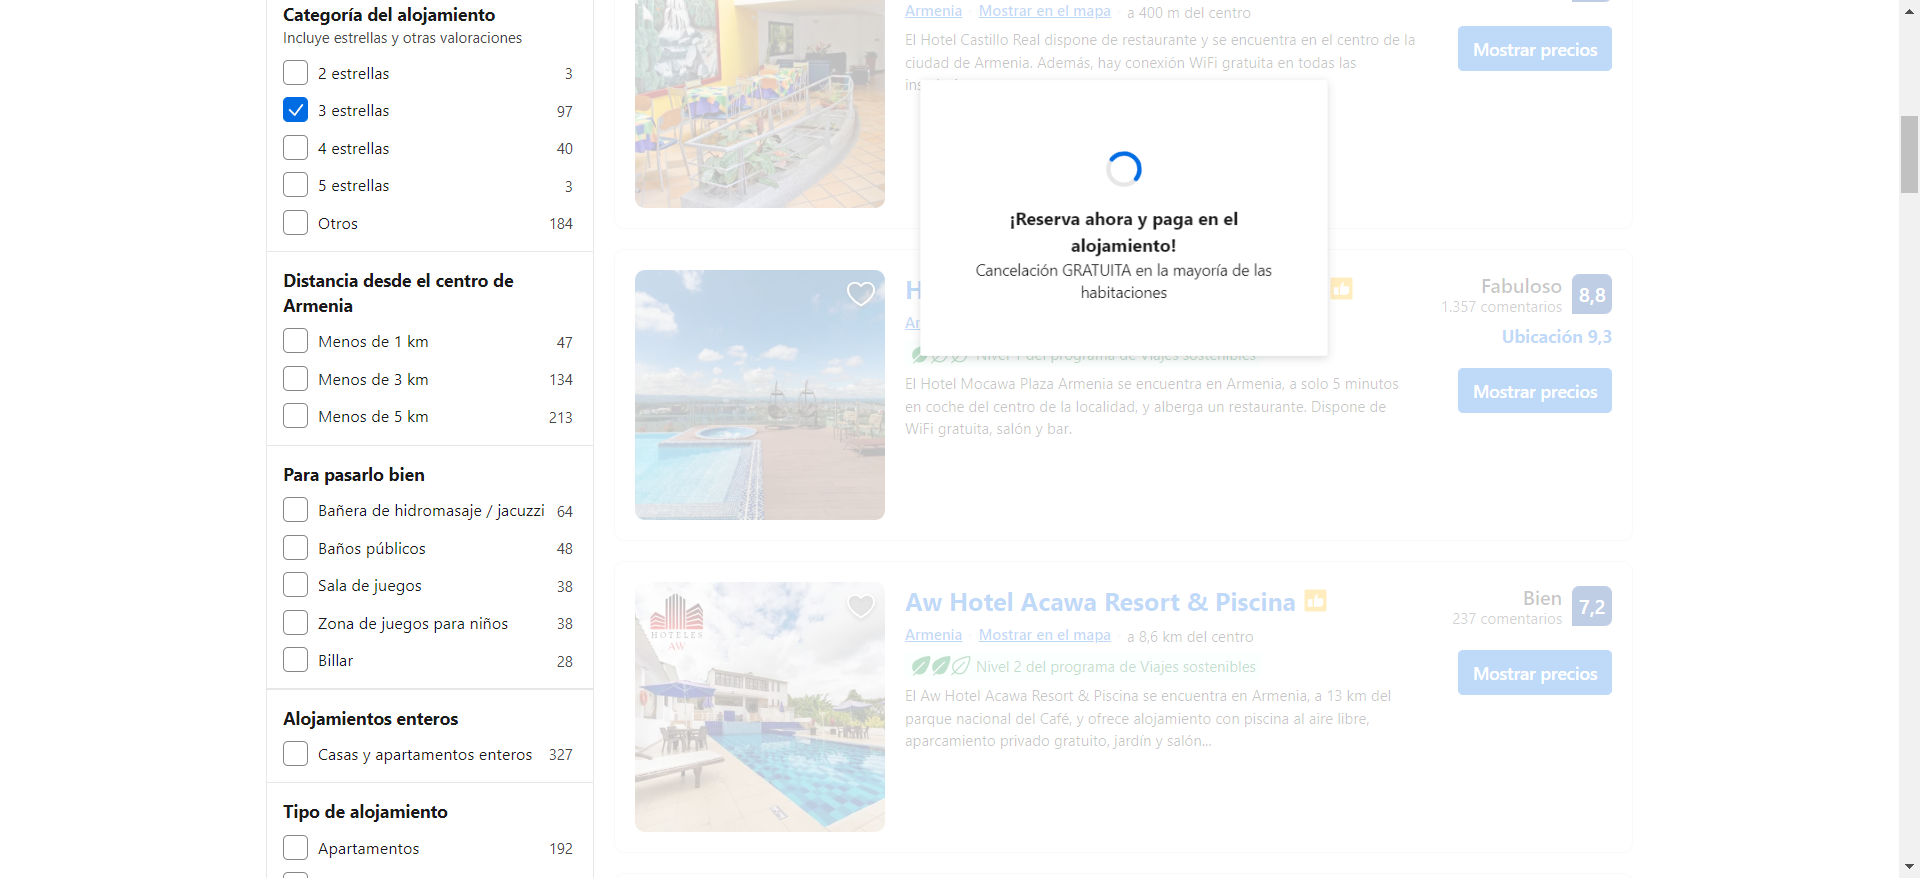 Categoría del alojamiento
Incluye estrellas y otras valoraciones
2 estrellas 3
3 estrellas 97
4 estrellas 40
5 estrellas 3
Otros 184
Distancia desde el centro de
Armenia
Menos de 1 km 47
Menos de 3 km 134
Menos de 5 km 213
Para pasarlo bien
Bañera de hidromasaje / jacuzzi 64
Baños públicos 48
Sala de juegos 38
Zona de juegos para niños 38
Billar 28
Alojamientos enteros
Casas y apartamentos enteros 327
Tipo de alojamiento
Apartamentos 192
Armenia Mostrar en el mapa a 400 m del centro
El Hotel Castillo Real dispone de restaurante y se encuentra en el centro de la
ciudad de Armenia. Además, hay conexión WiFi gratuita en todas las
Mostrar precios
¡Reserva ahora y paga en el
alojamiento!
Cancelación GRATUITA en la mayoría de las
habitaciones
Fabuloso 8,8
1.357 comentarios
Ubicación 9,3
Nivel 1 del programa de Viajes sostenibles
El Hotel Mocawa Plaza Armenia se encuentra en Armenia, a solo 5 minutos
en coche del centro de la localidad, y alberga un restaurante. Dispone de
WiFi gratuita, salón y bar.
Mostrar precios
HOTELES
AW
Aw Hotel Acawa Resort & Piscina
Bien 7,2
237 comentarios
Armenia Mostrar en el mapa a 8,6 km del centro
Nivel 2 del programa de Viajes sostenibles
El Aw Hotel Acawa Resort & Piscina se encuentra en Armenia, a 13 km del
parque nacional del Café, y ofrece alojamiento con piscina al aire libre,
aparcamiento privado gratuito, jardín y salón...
Mostrar precios